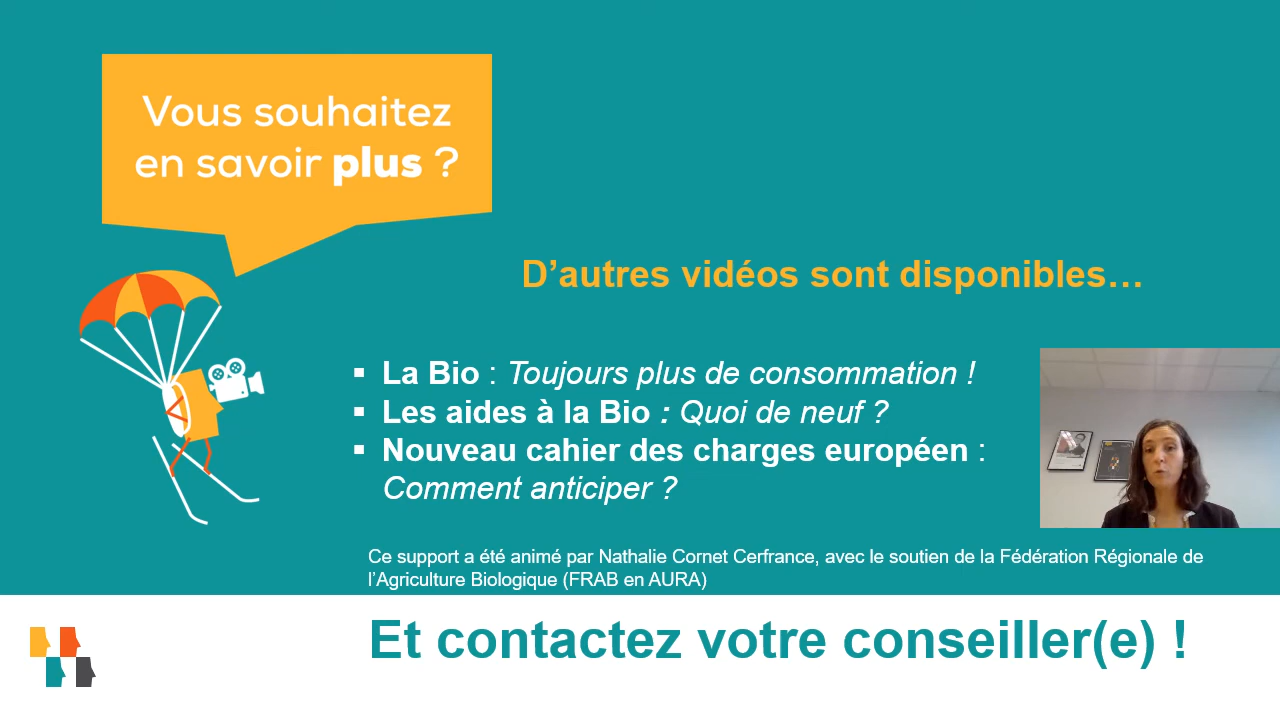 Vous souhaitez
en savoir plus ?
D'autres vidéos sont disponibles…
▪ La Bio : Toujours plus de consommation !
▪ Les aides à la Bio : Quoi de neuf ?
▪ Nouveau cahier des charges européen :
Comment anticiper ?
Ce support a été animé par Nathalie Cornet Cerfrance, avec le soutien de la Fédération Régionale de
l'Agriculture Biologique (FRAB en AURA)
Et contactez votre conseiller(e) !